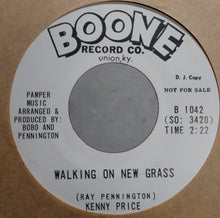 BOONE
RECORD CO.
union,ky.
D. J. Copy
NOT FOR SALE
PAMPER
MUSIC
ARRANGED &
PRODUCED BY:
BOBO AND
PENNINGTON
B 1042
(SO: 3420)
TIME 2:22
WALKING ON NEW GRASS
(RAY PENNINGTON)
KENNY PRICE